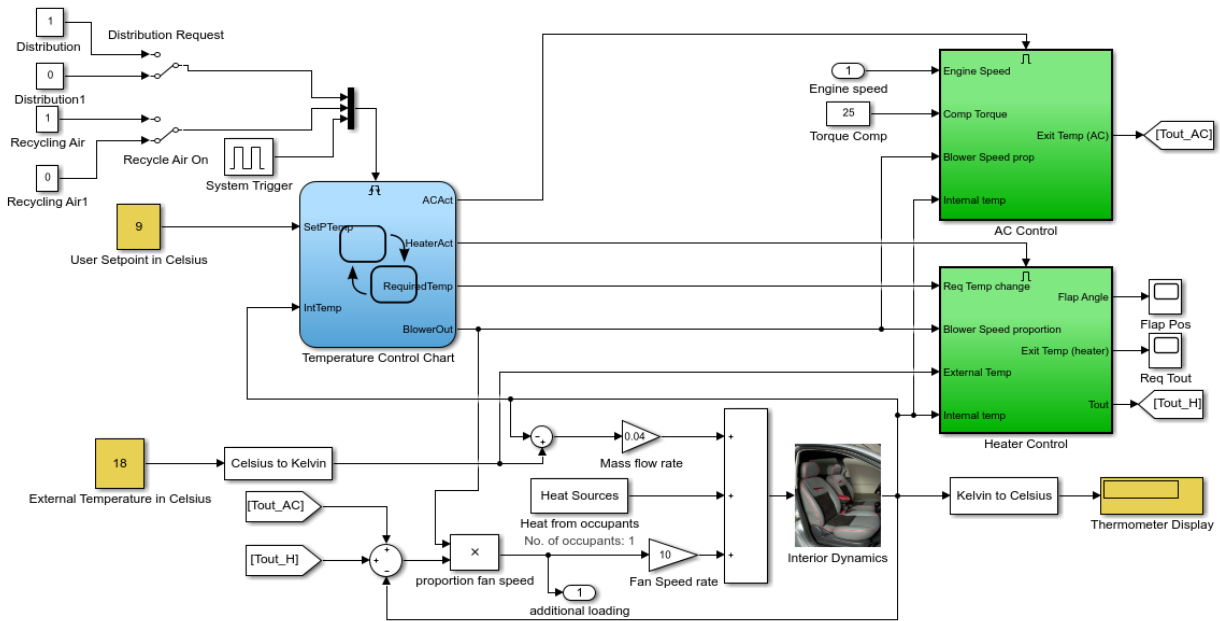 1
Distribution
Distribution Request
0
Distribution1
1
Recycling Air
Recycle Air On
0
Recycling Air1
System Trigger
9
User Setpoint in Celsius
SetPTemp
IntTemp
ACAct
HeaterAct
RequiredTemp
BlowerOut
Temperature Control Chart
1
Engine speed
25
Torque Comp
Engine Speed
Comp Torque
Blower Speed prop
Internal temp
Exit Temp (AC)
AC Control
[Tout_AC]
Req Temp change
Blower Speed proportion
External Temp
Internal temp
Flap Angle
Exit Temp (heater)
Tout
Heater Control
Flap Pos
Req Tout
[Tout_H]
18
External Temperature in Celsius
Celsius to Kelvin
[Tout_AC]
[Tout_H]
+
+
−
×
proportion fan speed
−
+
0.04
Mass flow rate
Heat Sources
Heat from occupants
No. of occupants: 1
10
Fan Speed rate
1
additional loading
+
+
+
Interior Dynamics
Kelvin to Celsius
Thermometer Display